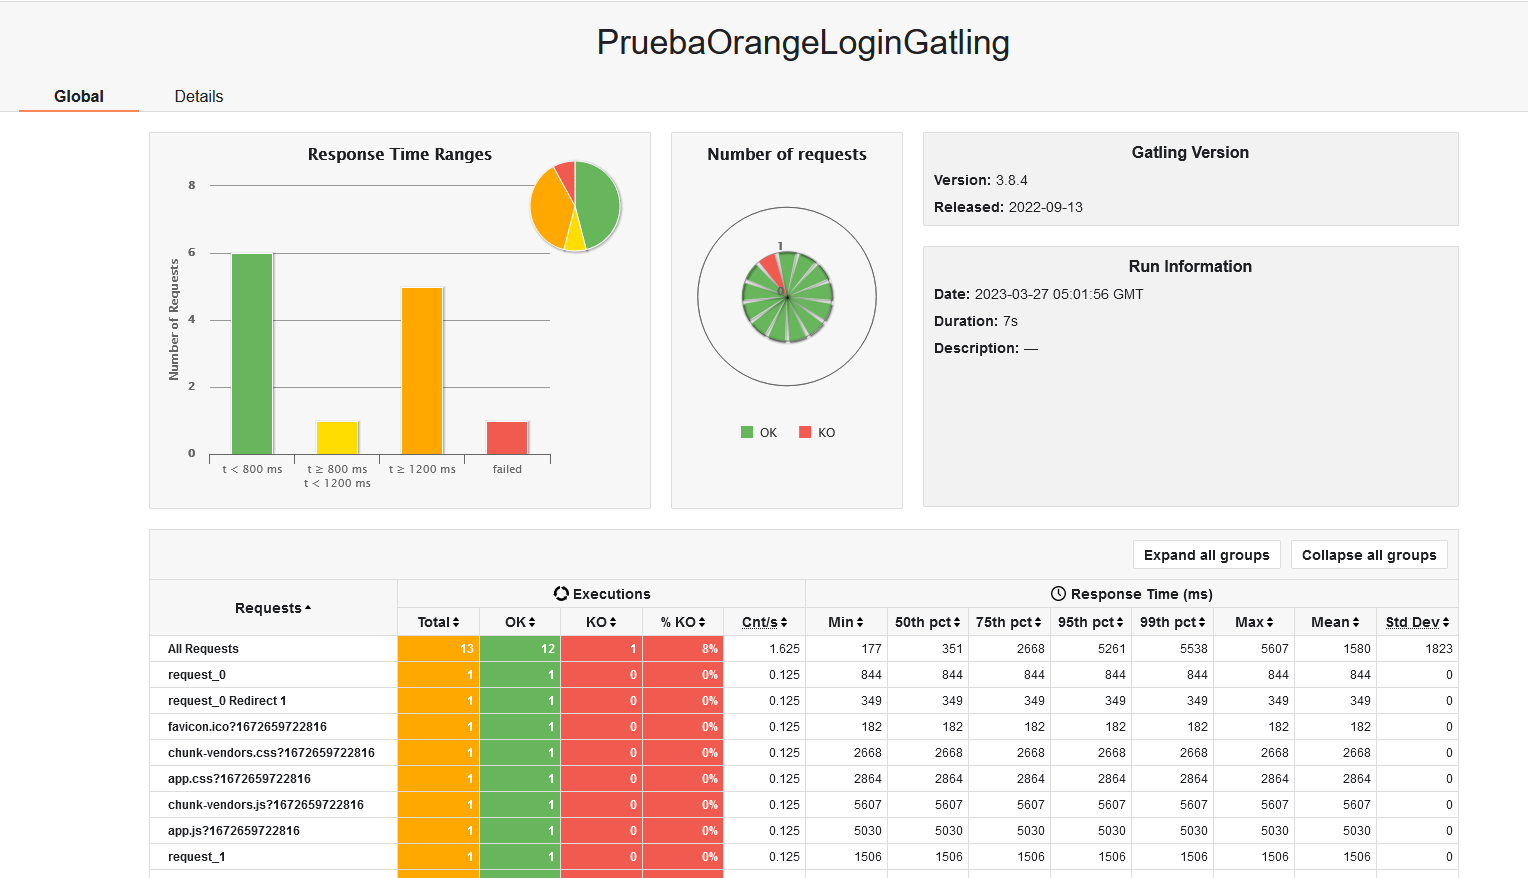 PruebaOrangeLoginGatling
Global Details
Response Time Ranges
8
6
4
2
0
Number of Requests
t < 800 ms
t ≥ 800 ms
t < 1200 ms
t ≥ 1200 ms
failed
Number of requests
1
0
OK KO
Gatling Version
Version: 3.8.4
Released: 2022-09-13
Run Information
Date: 2023-03-27 05:01:56 GMT
Duration: 7s
Description: —
Expand all groups Collapse all groups
Requests Executions Response Time (ms)
Total OK KO % KO Cnt/s Min 50th pct 75th pct 95th pct 99th pct Max Mean Std Dev
All Requests 13 12 1 8% 1.625 177 351 2668 5261 5538 5607 1580 1823
request_0 1 1 0 0% 0.125 844 844 844 844 844 844 844 0
request_0 Redirect 1 1 1 0 0% 0.125 349 349 349 349 349 349 349 0
favicon.ico?1672659722816 1 1 0 0% 0.125 182 182 182 182 182 182 182 0
chunk-vendors.css?1672659722816 1 1 0 0% 0.125 2668 2668 2668 2668 2668 2668 2668 0
app.css?1672659722816 1 1 0 0% 0.125 2864 2864 2864 2864 2864 2864 2864 0
chunk-vendors.js?1672659722816 1 1 0 0% 0.125 5607 5607 5607 5607 5607 5607 5607 0
app.js?1672659722816 1 1 0 0% 0.125 5030 5030 5030 5030 5030 5030 5030 0
request_1 1 1 0 0% 0.125 1506 1506 1506 1506 1506 1506 1506 0